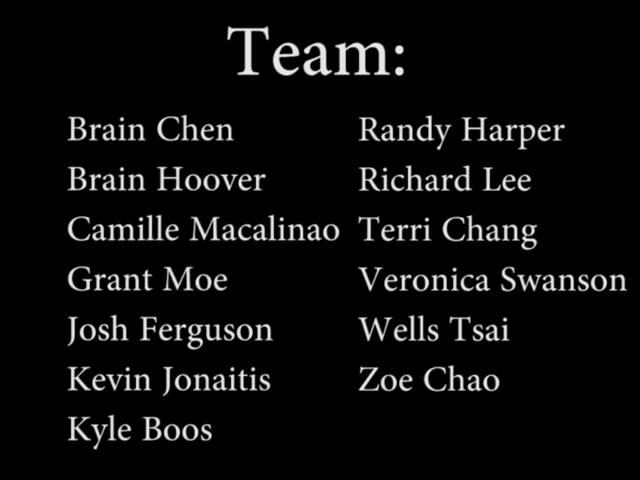 Team:
Brain Chen
Brain Hoover
Camille Macalinao
Grant Moe
Josh Ferguson
Kevin Jonaitis
Kyle Boos
Randy Harper
Richard Lee
Terri Chang
Veronica Swanson
Wells Tsai
Zoe Chao